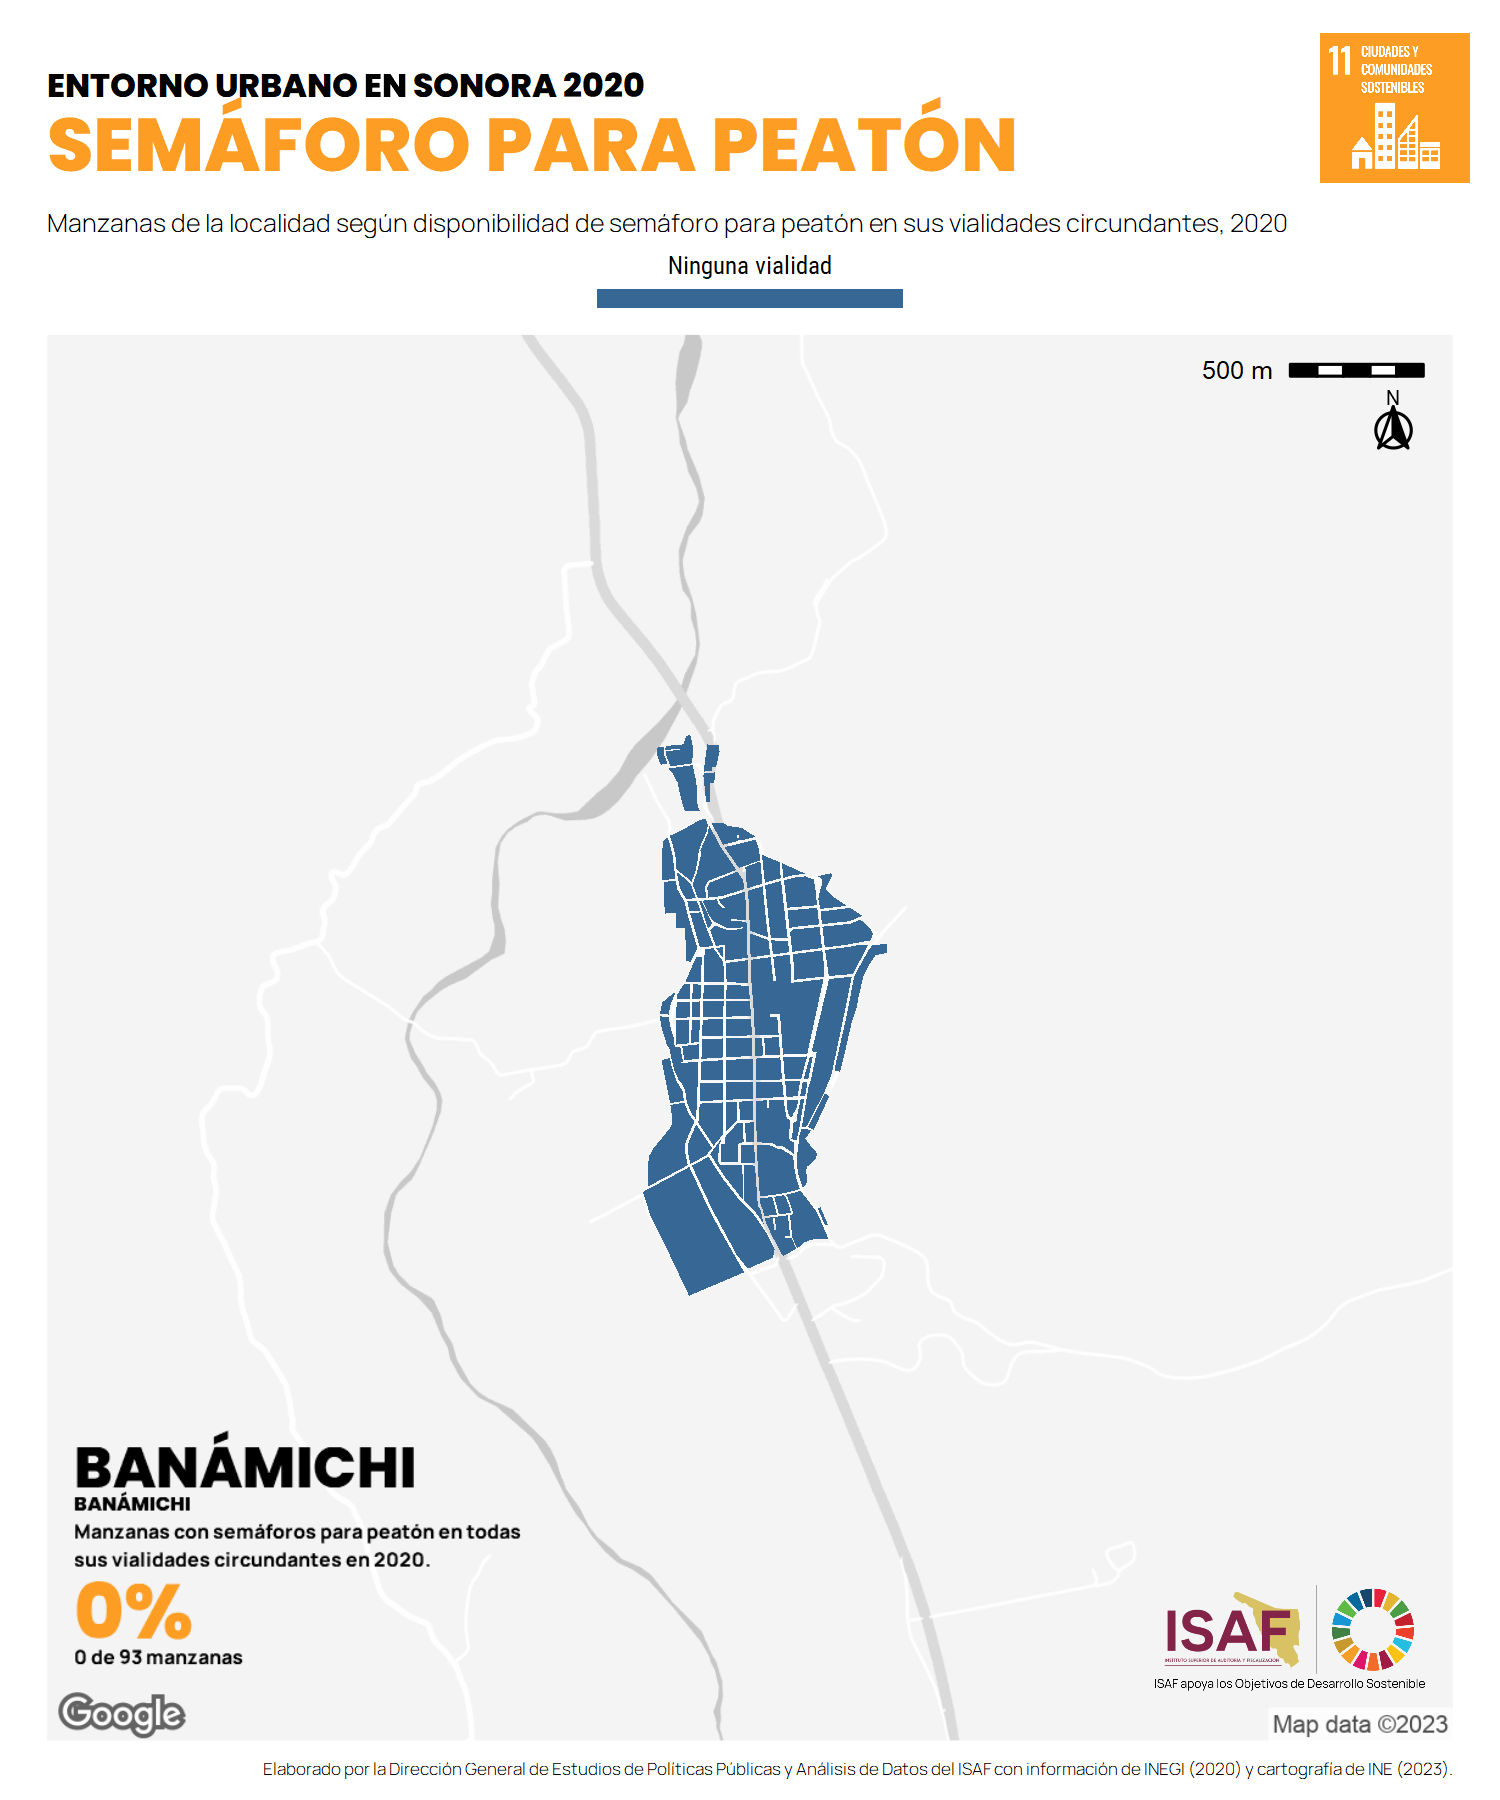 ENTORNO URBANO EN SONORA 2020
SEMÁFORO PARA PEATÓN
11 CIUDADES Y
COMUNIDADES
SOSTENIBLES
Manzanas de la localidad según disponibilidad de semáforo para peatón en sus vialidades circundantes, 2020
Ninguna vialidad
500 m
N
BANÁMICHI
BANÁMICHI
Manzanas con semáforos para peatón en todas
sus vialidades circundantes en 2020.
0%
0 de 93 manzanas
ISAF
INSTITUTO SUPERIOR DE AUDITORÍA Y FISCALIZACIÓN
ISAF apoya los Objetivos de Desarrollo Sostenible
Google
Map data ©2023
Elaborado por la Dirección General de Estudios de Políticas Públicas y Análisis de Datos del ISAF con información de INEGI (2020) y cartografía de INE (2023).